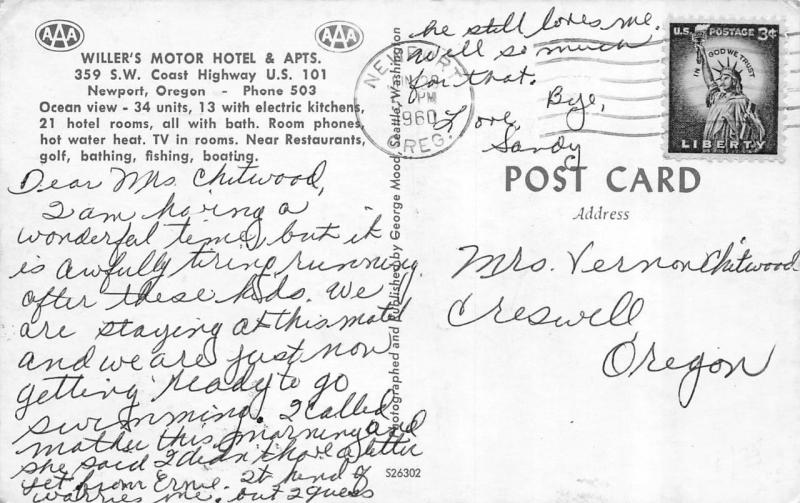 AAA
AAA
WILLER'S MOTOR HOTEL & APTS.
359 S.W. Coast Highway U.S. 101
Newport, Oregon - Phone 503
Ocean view - 34 units, 13 with electric kitchens,
21 hotel rooms, all with bath. Room phones,
hot water heat. TV in rooms. Near Restaurants,
golf, bathing, fishing, boating.
Dear Mrs. Chitwood,
I am having a
wonderful time, but it
is awfully tiring running
after these kids. We
are staying at this motel
and we are just now
getting ready to go
swimming. I called
mother this morning and
she said I didn't have a letter
yet from Ernie. It kind of
worries me, but I guess
he still loves me.
Well so much
for that.
Bye,
Love,
Sandy
Photographed and Published by George Mood, Seattle, Washington
S26302
NEWPORT
PM
1960
OREG.
U.S. POSTAGE 3¢
IN GOD WE TRUST
LIBERTY
POST CARD
Address
Mrs. Vernon Chitwood
Creswell
Oregon